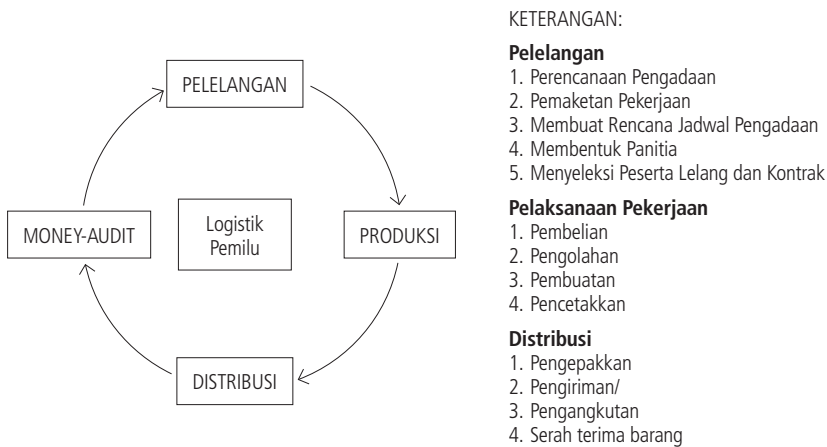 PELELANGAN
MONEY-AUDIT
Logistik
Pemilu
PRODUKSI
DISTRIBUSI
KETERANGAN:
Pelelangan
1. Perencanaan Pengadaan
2. Pemaketan Pekerjaan
3. Membuat Rencana Jadwal Pengadaan
4. Membentuk Panitia
5. Menyeleksi Peserta Lelang dan Kontrak
Pelaksanaan Pekerjaan
1. Pembelian
2. Pengolahan
3. Pembuatan
4. Pencetakkan
Distribusi
1. Pengepakkan
2. Pengiriman/
3. Pengangkutan
4. Serah terima barang